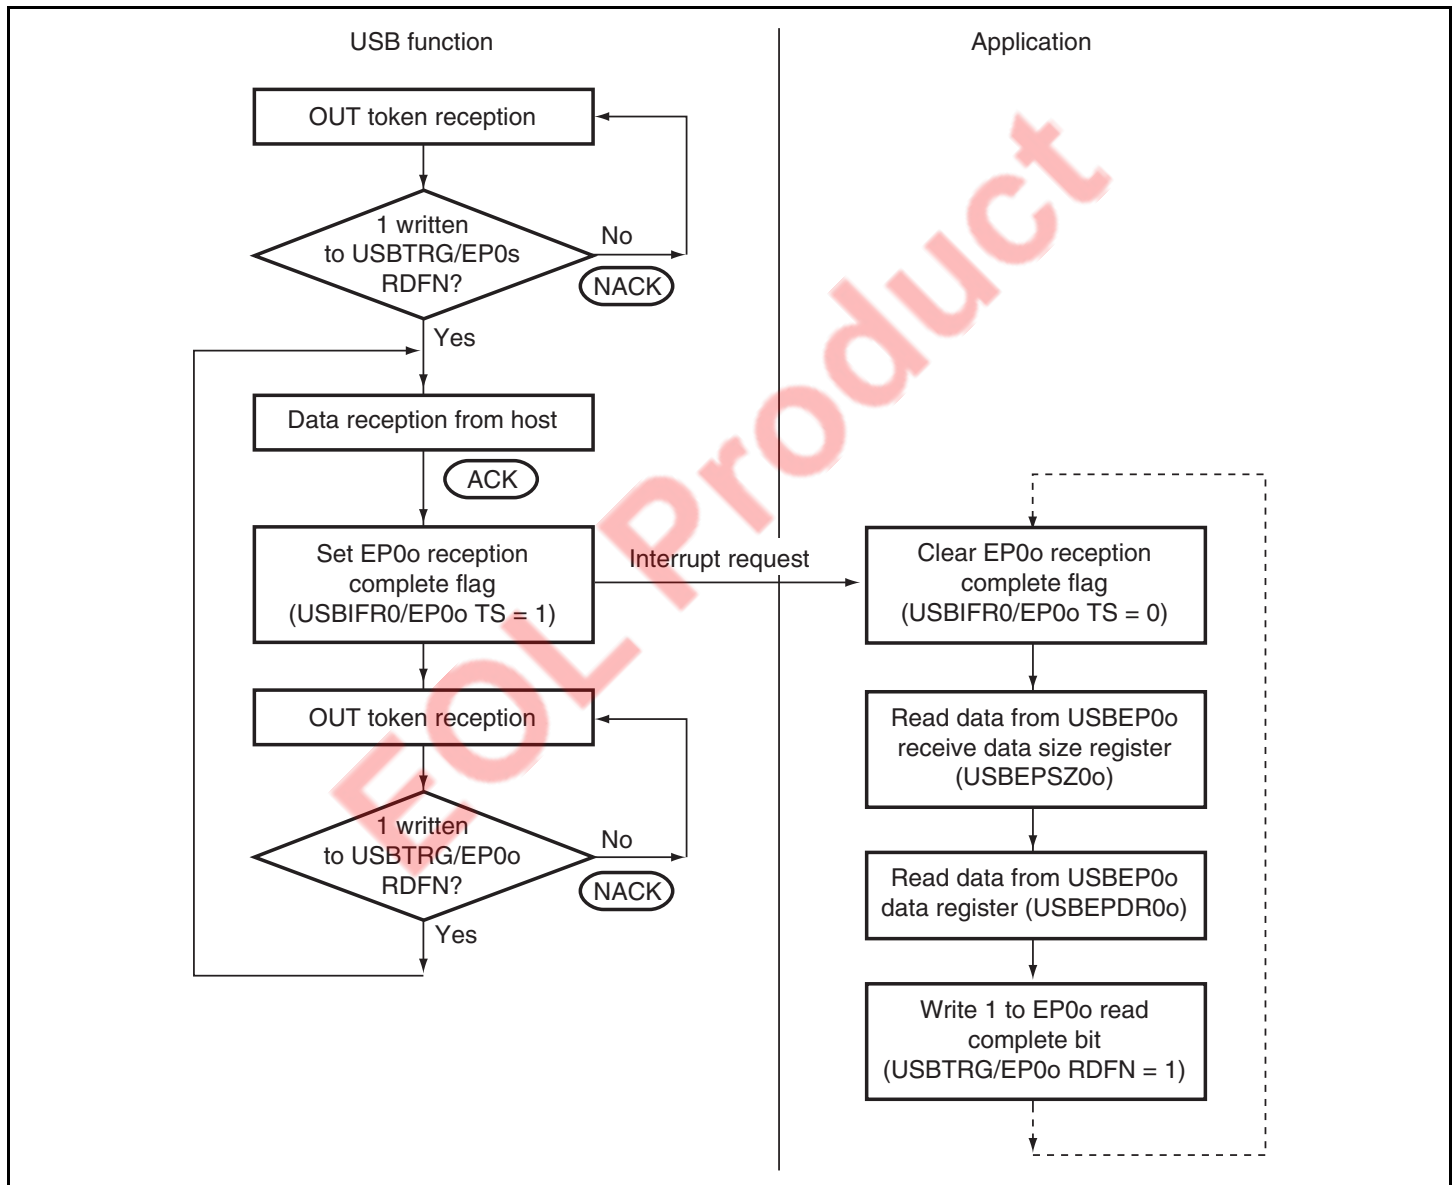 USB function
Application
OUT token reception
1 written
to USBTRG/EP0s
RDFN?
No
NACK
Yes
Data reception from host
ACK
Set EP0o reception
complete flag
(USBIFR0/EP0o TS = 1)
Interrupt request
Clear EP0o reception
complete flag
(USBIFR0/EP0o TS = 0)
OUT token reception
Read data from USBEP0o
receive data size register
(USBEPSZ0o)
1 written
to USBTRG/EP0o
RDFN?
No
NACK
Yes
Read data from USBEP0o
data register (USBEPDR0o)
Write 1 to EP0o read
complete bit
(USBTRG/EP0o RDFN = 1)
EOL Product